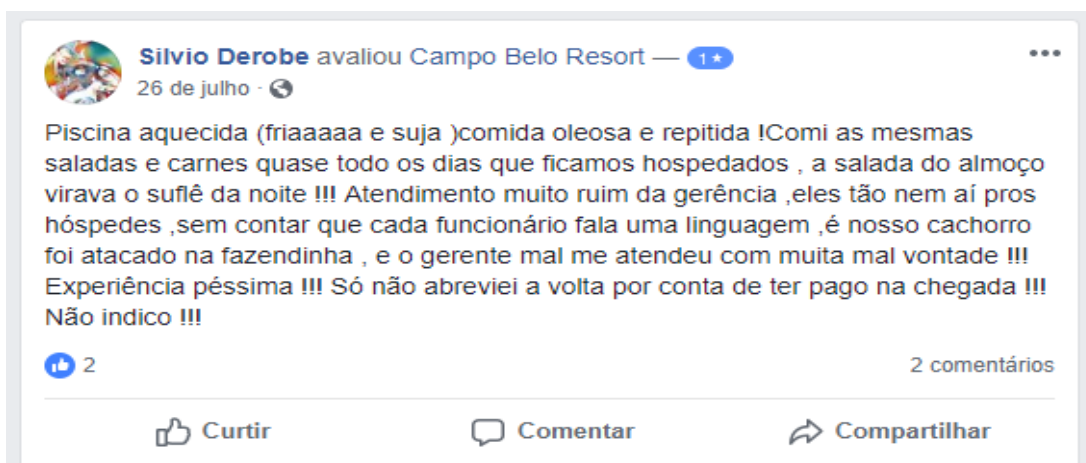 Silvio Derobe avaliou Campo Belo Resort — 1★
26 de julho ·
Piscina aquecida (friaaaaa e suja )comida oleosa e repitida !Comi as mesmas
saladas e carnes quase todo os dias que ficamos hospedados , a salada do almoço
virava o suflê da noite !!! Atendimento muito ruim da gerência ,eles tão nem aí pros
hóspedes ,sem contar que cada funcionário fala uma linguagem ,é nosso cachorro
foi atacado na fazendinha , e o gerente mal me atendeu com muita mal vontade !!!
Experiência péssima !!! Só não abreviei a volta por conta de ter pago na chegada !!!
Não indico !!!
2 2 comentários
Curtir Comentar Compartilhar